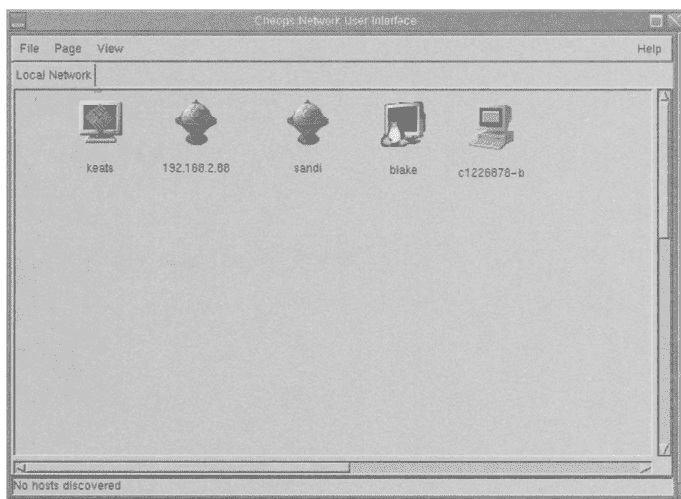 Cheops Network User Interface
File Page View Help
Local Network
keats 192.168.2.88 sandi blake c1226878-b
No hosts discovered